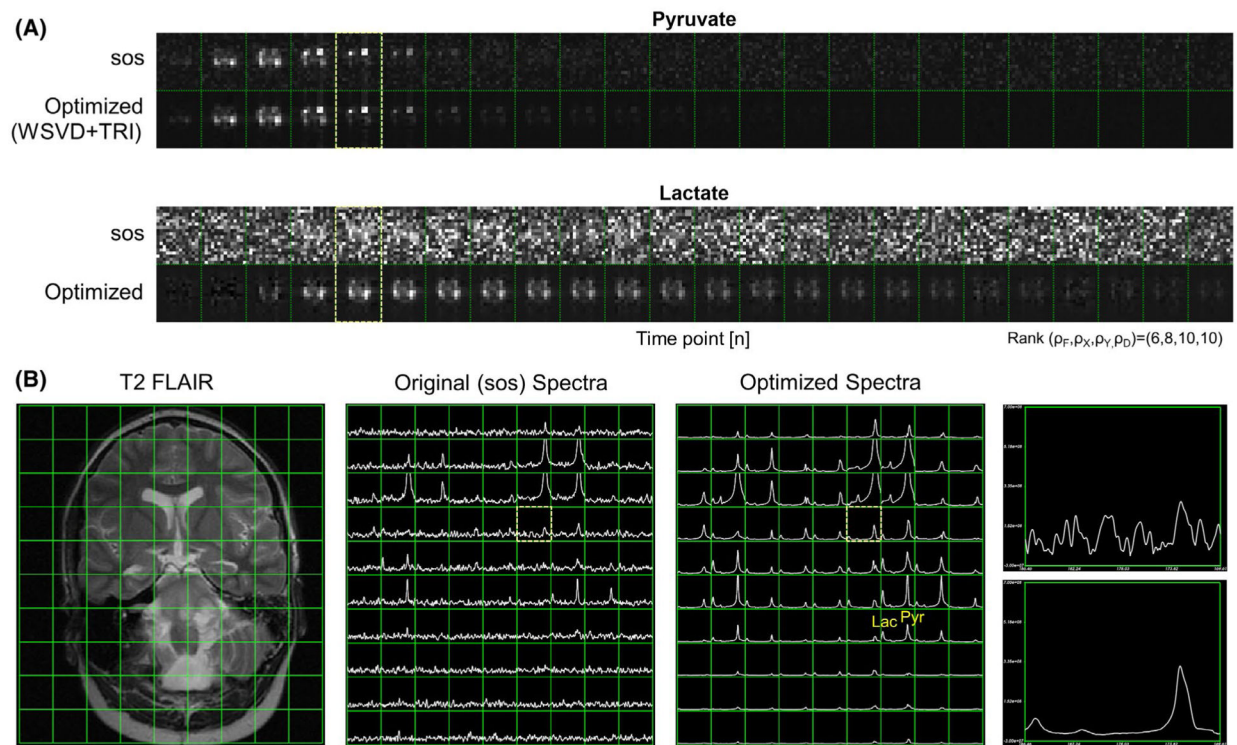 (A)
Pyruvate
sos
Optimized
(WSVD+TRI)
Lactate
sos
Optimized
Time point [n]
Rank (ρF,ρX,ρY,ρD)=(6,8,10,10)
(B)
T2 FLAIR
Original (sos) Spectra
Optimized Spectra
Lac Pyr